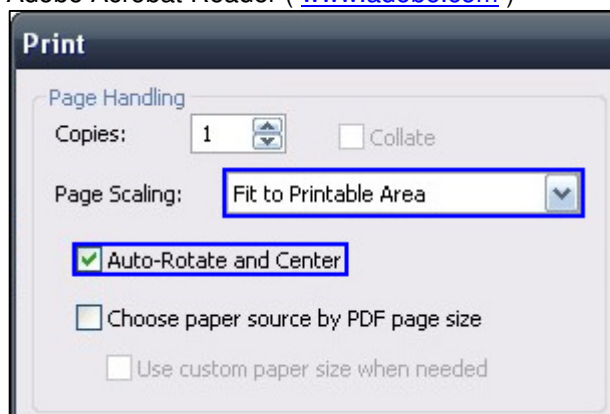 Adobe Acrobat Reader ( www.adobe.com )
Print
Page Handling
Copies: 1 Collate
Page Scaling: Fit to Printable Area
Auto-Rotate and Center
Choose paper source by PDF page size
Use custom paper size when needed